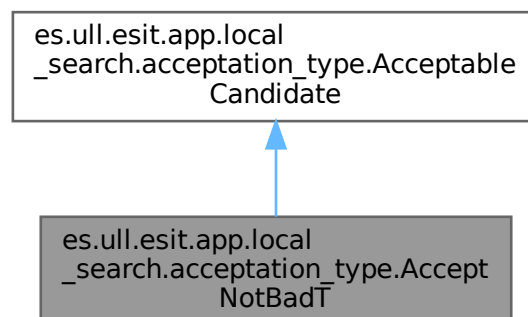 es.ull.esit.app.local
_search.acceptation_type.Acceptable
Candidate
es.ull.esit.app.local
_search.acceptation_type.Accept
NotBadT